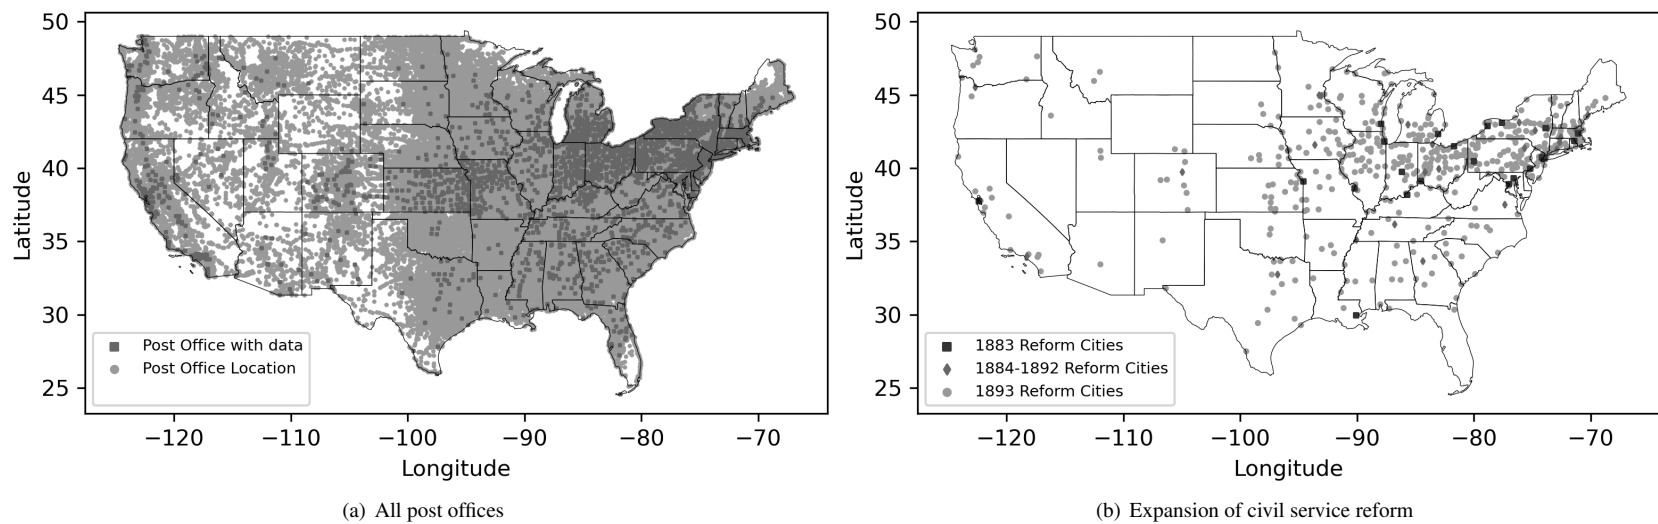 50
45
40
35
30
25
Latitude
Post Office with data
Post Office Location
−120 −110 −100 −90 −80 −70
Longitude
(a) All post offices
50
45
40
35
30
25
Latitude
1883 Reform Cities
1884-1892 Reform Cities
1893 Reform Cities
−120 −110 −100 −90 −80 −70
Longitude
(b) Expansion of civil service reform